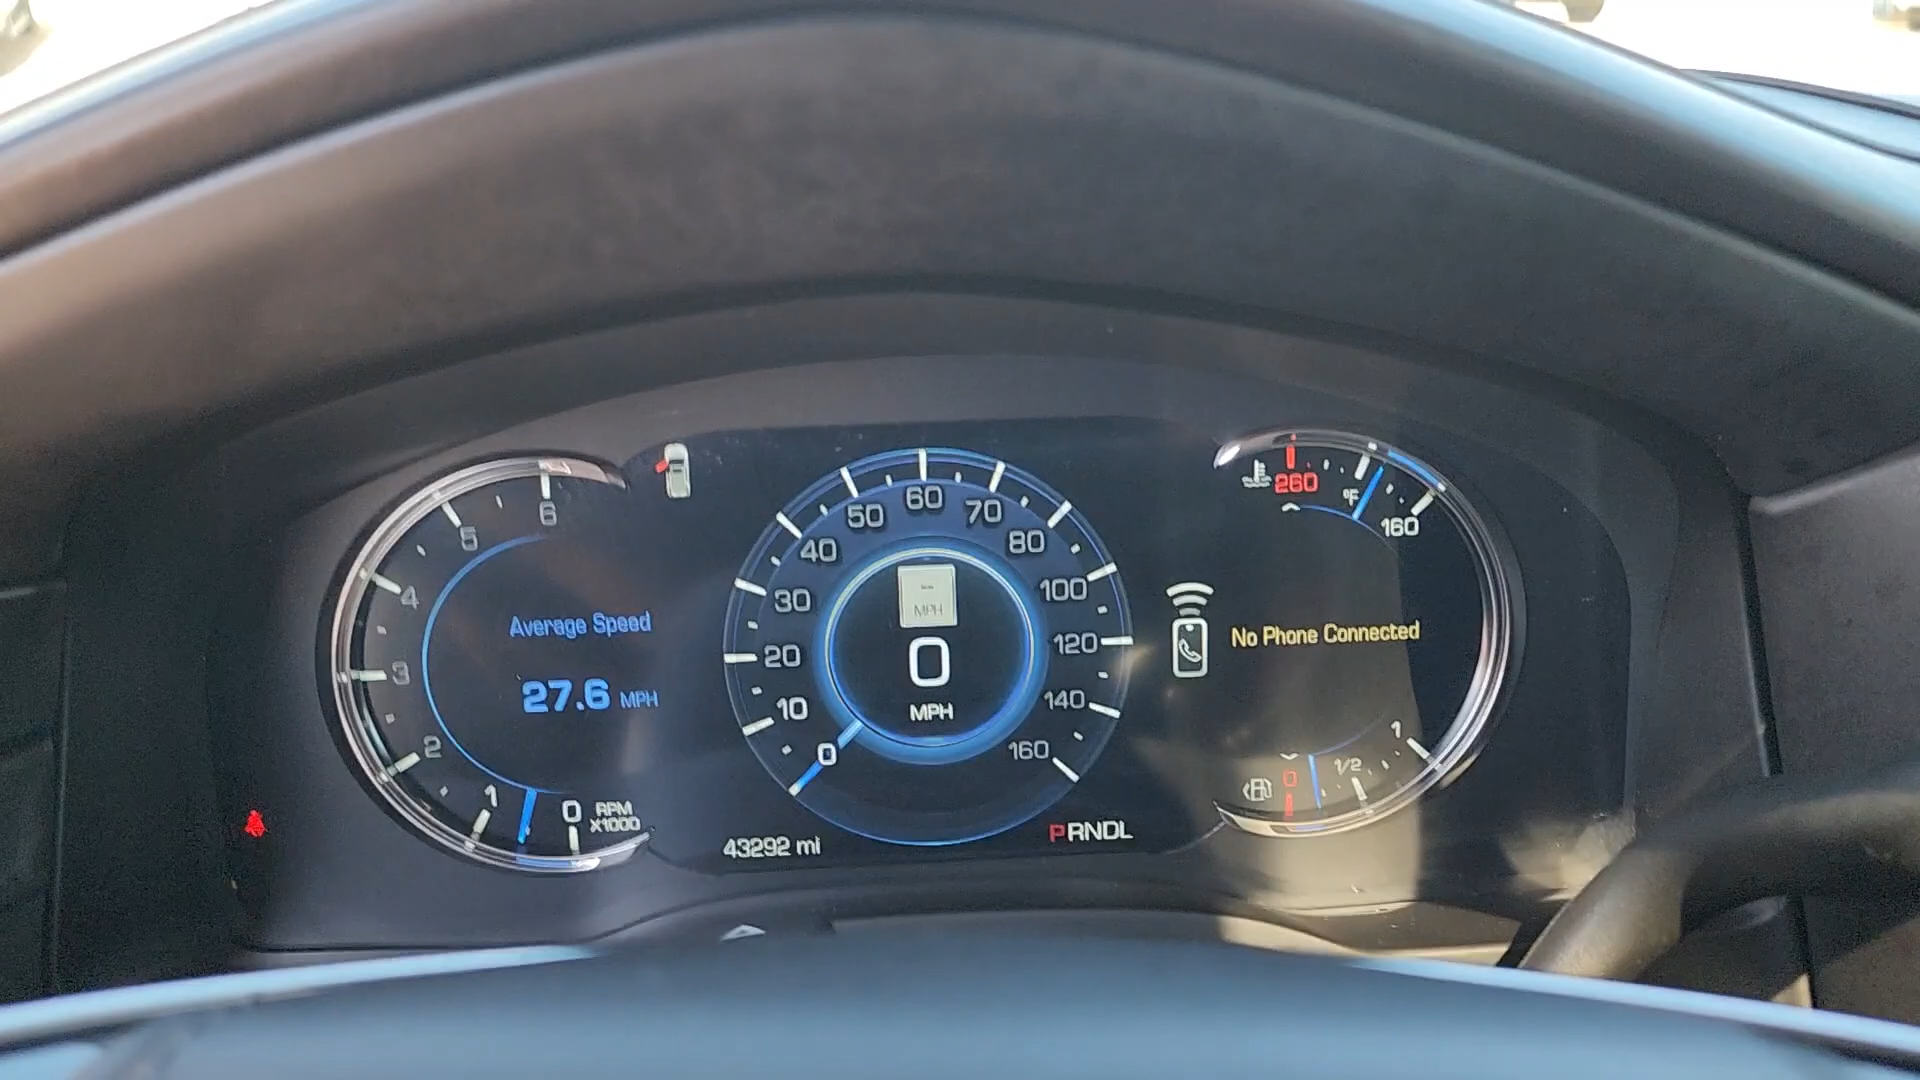 6
5
4
3
2
1
0
RPM
X1000
Average Speed
27.6 MPH
0
10
20
30
40
50
60
70
80
100
120
140
160
MPH
0
MPH
43292 mi
PRNDL
260
°F
160
No Phone Connected
0
1/2
1